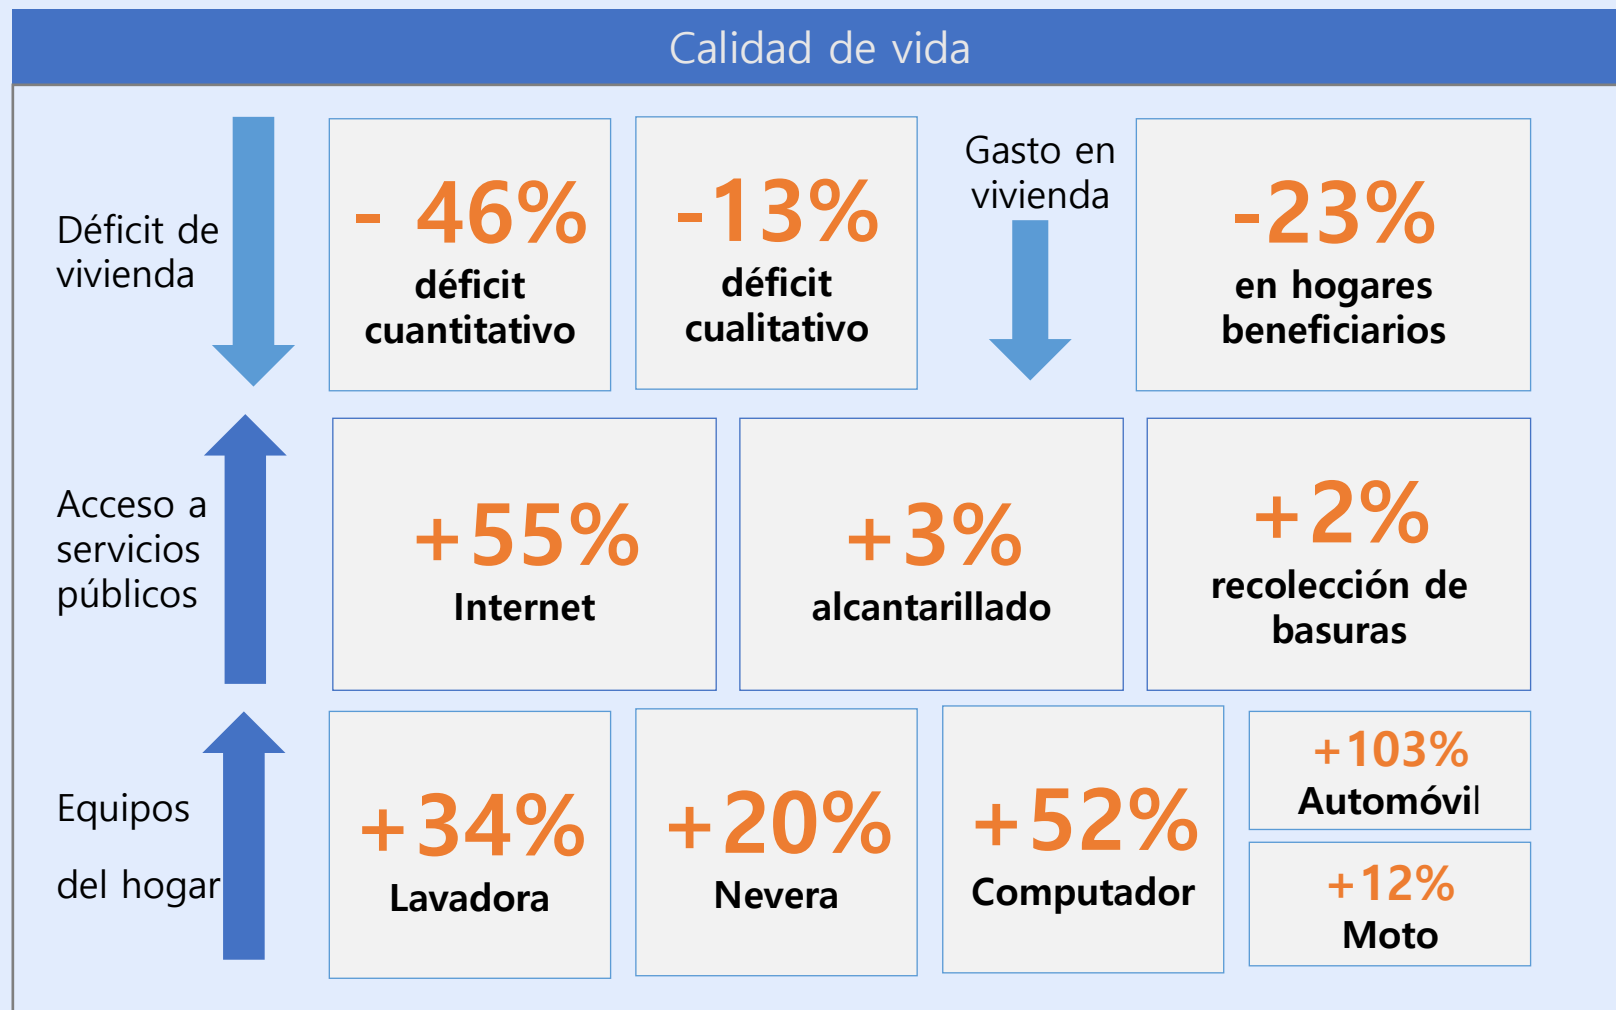 Calidad de vida
Déficit de
vivienda
- 46%
déficit
cuantitativo
-13%
déficit
cualitativo
Gasto en
vivienda
-23%
en hogares
beneficiarios
Acceso a
servicios
públicos
+55%
Internet
+3%
alcantarillado
+2%
recolección de
basuras
Equipos
del hogar
+34%
Lavadora
+20%
Nevera
+52%
Computador
+103%
Automóvil
+12%
Moto